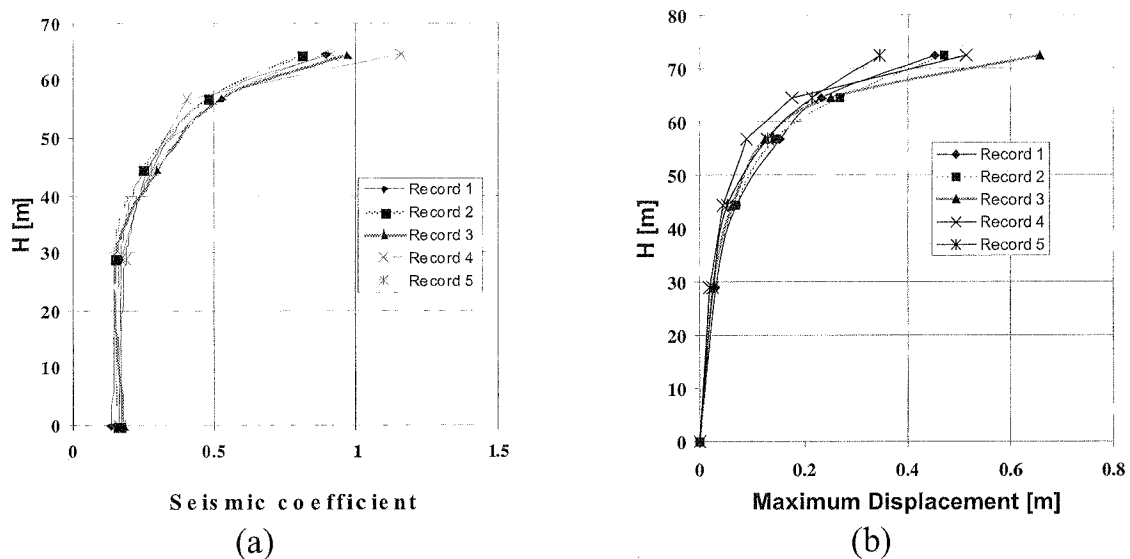 70
60
50
40
30
20
10
0
H [m]
0
0.5
1
1.5
Seismic coefficient
Record 1
Record 2
Record 3
Record 4
Record 5
(a)
80
70
60
50
40
30
20
10
0
H [m]
0
0.2
0.4
0.6
0.8
Maximum Displacement [m]
Record 1
Record 2
Record 3
Record 4
Record 5
(b)